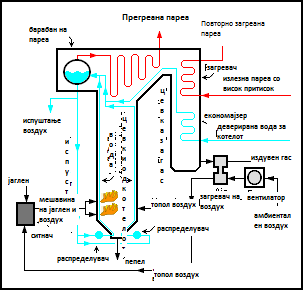 Прегреана пареа
барабан на
пареа
Повторно загреана
пареа
загревач
излезна пареа со
висок притисок
економајзер
деверирана вода за
котелот
испуштање
воздух
издувен гас
јаглен
мешавина
на јаглен и
топол воздух
загревач на
воздух
вентилатор
амбиентал
ен воздух
ситнач
распределувач
распределувач
пепел
топол воздух